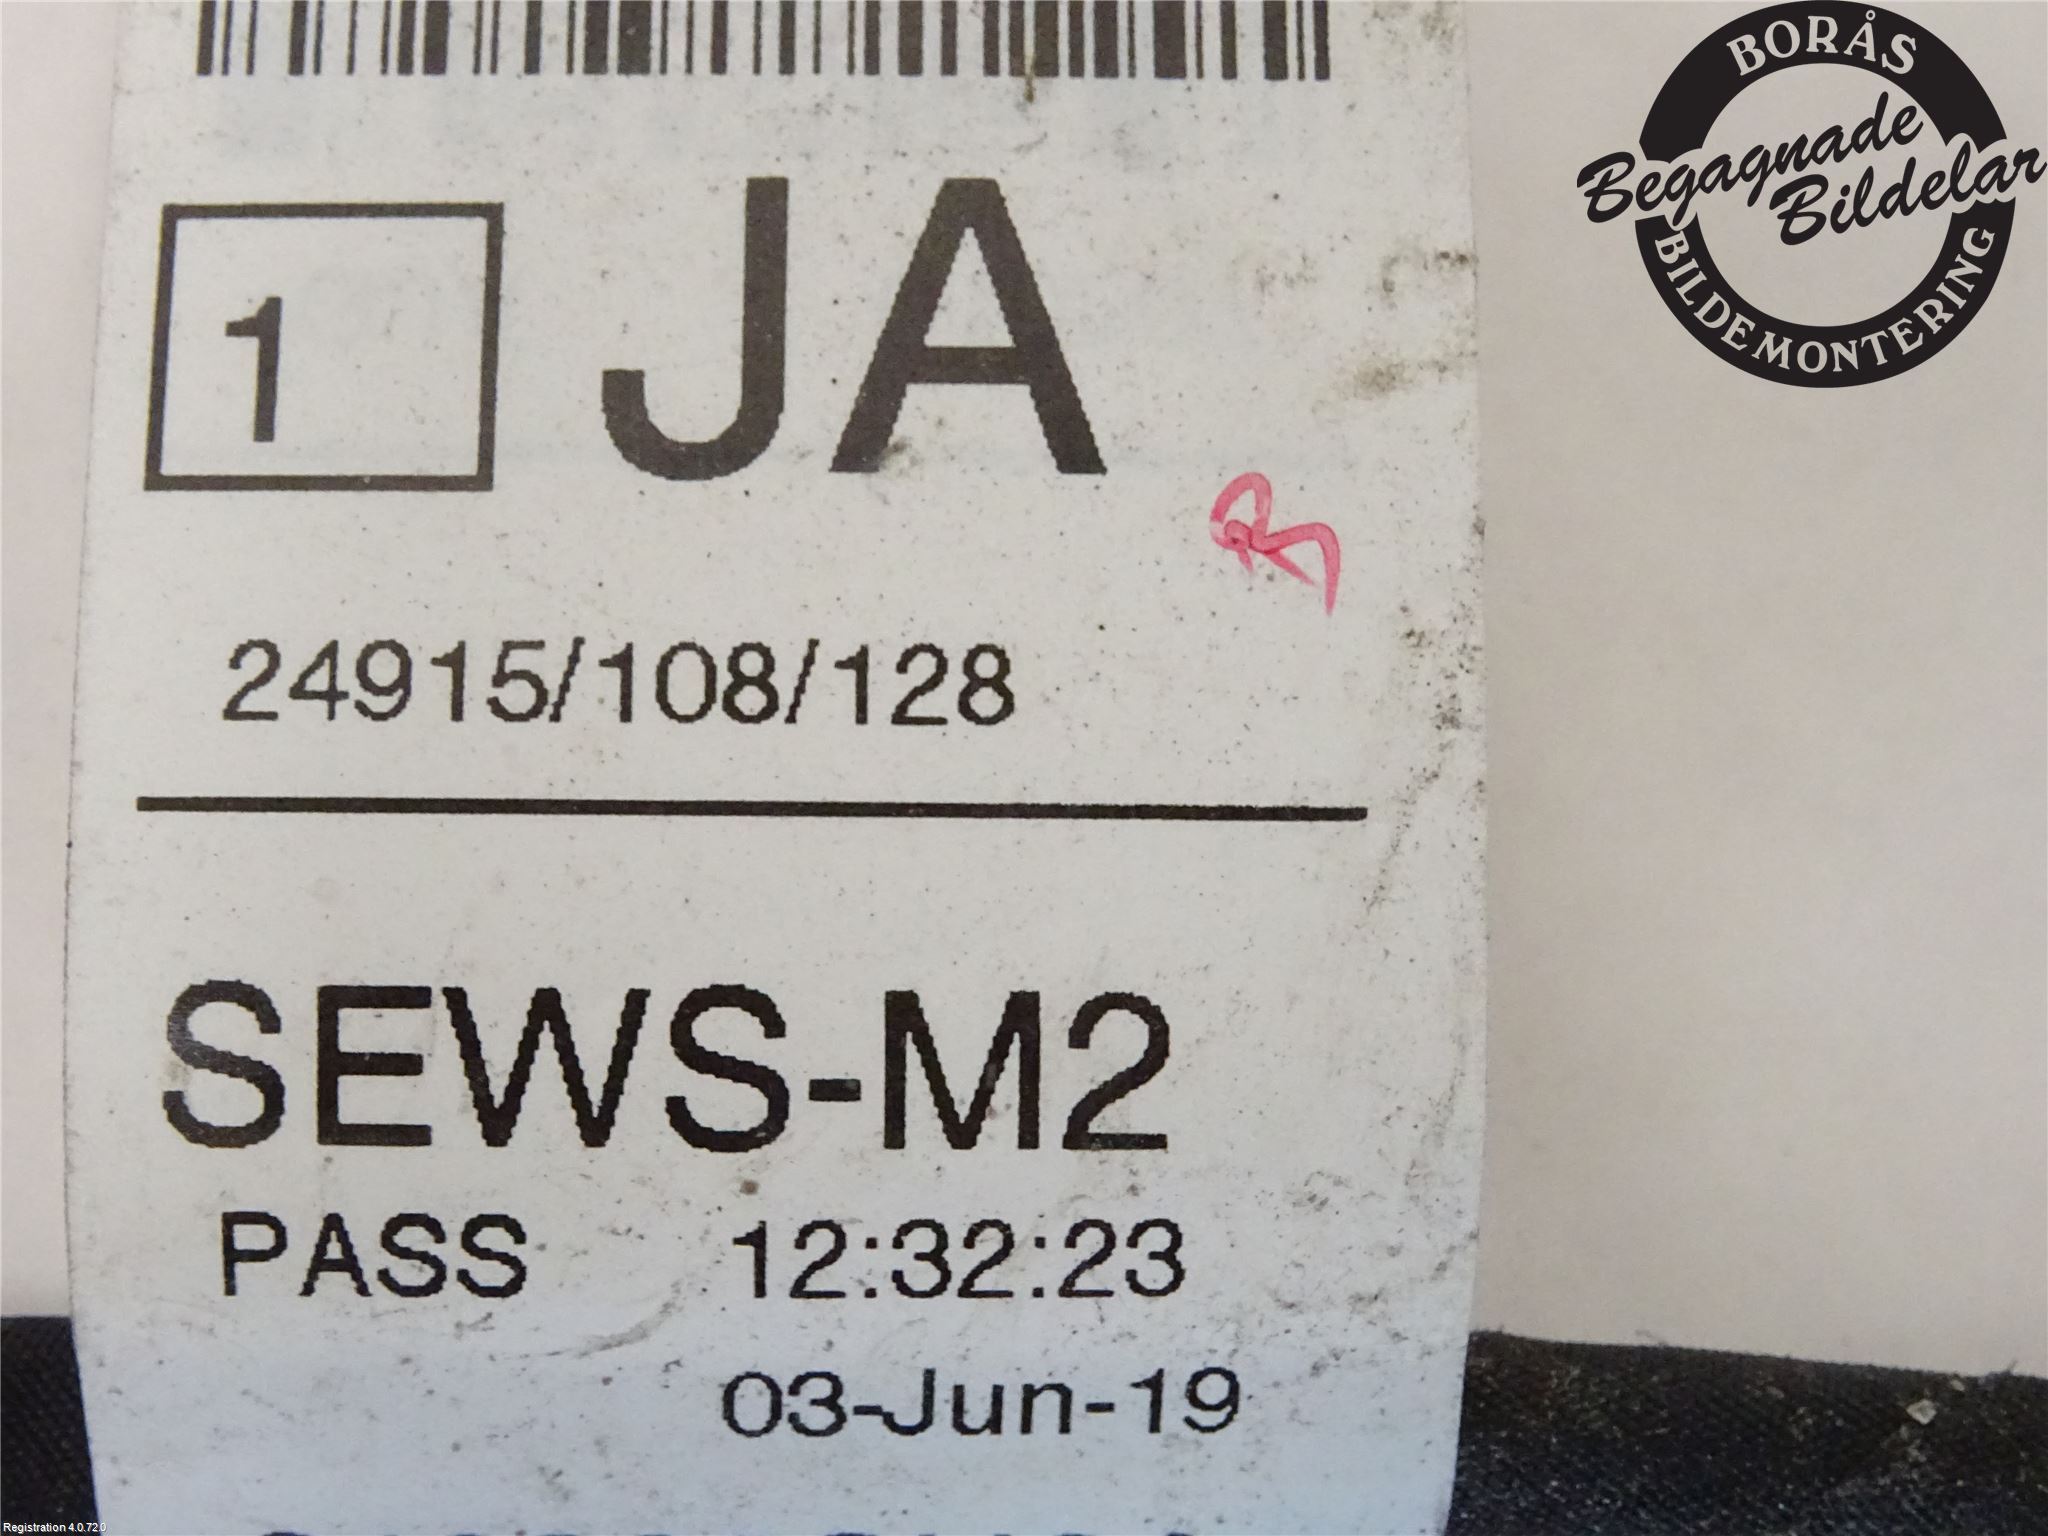 BORÅS
Begagnade
Bildelar
BILDEMONTERING
1 JA
24915/108/128
SEWS-M2
PASS 12:32:23
03-Jun-19
Registration 4.0.72.0